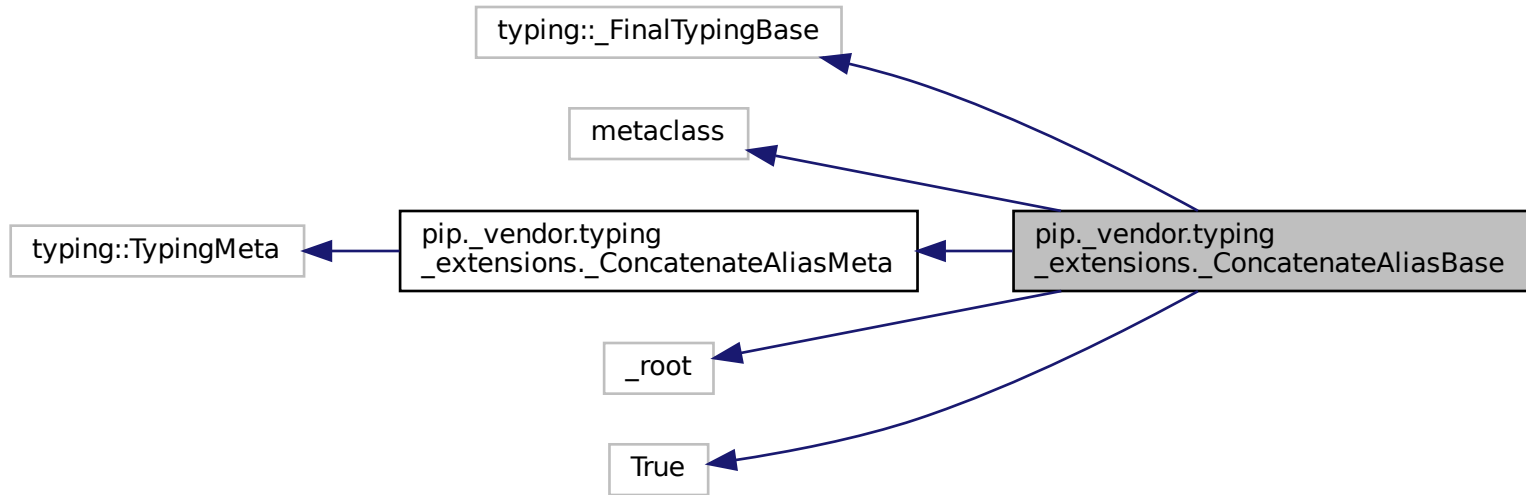 typing::_FinalTypingBase
metaclass
typing::TypingMeta
pip._vendor.typing
_extensions._ConcatenateAliasMeta
pip._vendor.typing
_extensions._ConcatenateAliasBase
_root
True